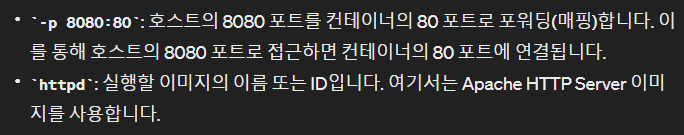 • `-p 8080:80`: 호스트의 8080 포트를 컨테이너의 80 포트로 포워딩(매핑)합니다. 이
를 통해 호스트의 8080 포트로 접근하면 컨테이너의 80 포트에 연결됩니다.
• `httpd`: 실행할 이미지의 이름 또는 ID입니다. 여기서는 Apache HTTP Server 이미
지를 사용합니다.